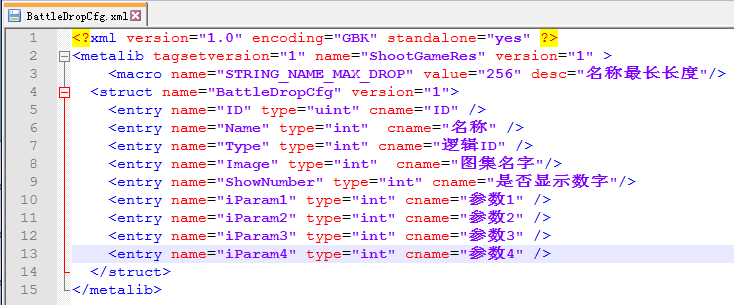 BattleDropCfg.xml
1 <?xml version="1.0" encoding="GBK" standalone="yes" ?>
2 <metalib tagsetversion="1" name="ShootGameRes" version="1" >
3 <macro name="STRING_NAME_MAX_DROP" value="256" desc="名称最长长度"/>
4 <struct name="BattleDropCfg" version="1">
5 <entry name="ID" type="uint" cname="ID" />
6 <entry name="Name" type="int"  cname="名称" />
7 <entry name="Type" type="int" cname="逻辑ID" />
8 <entry name="Image" type="int"  cname="图集名字"/>
9 <entry name="ShowNumber" type="int" cname="是否显示数字"/>
10 <entry name="iParam1" type="int" cname="参数1" />
11 <entry name="iParam2" type="int" cname="参数2" />
12 <entry name="iParam3" type="int" cname="参数3" />
13 <entry name="iParam4" type="int" cname="参数4" />
14 </struct>
15 </metalib>